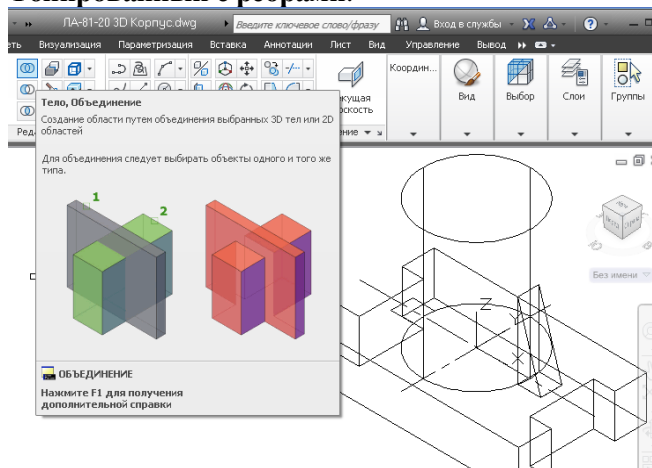 Тонированный с ребрами.
ЛА-81-20 3D Корпус.dwg
Введите ключевое слово/фразу
Вход в службы
Визуализация Параметризация Вставка Аннотации Лист Вид Управление Вывод
Тело, Объединение
Создание области путем объединения выбранных 3D тел или 2D
областей
Для объединения следует выбирать объекты одного и того же
типа.
1
2
ОБЪЕДИНЕНИЕ
Нажмите F1 для получения
дополнительной справки
Координ...
Вид
Выбор
Слои
Группы
Z
Y
X
Без имени